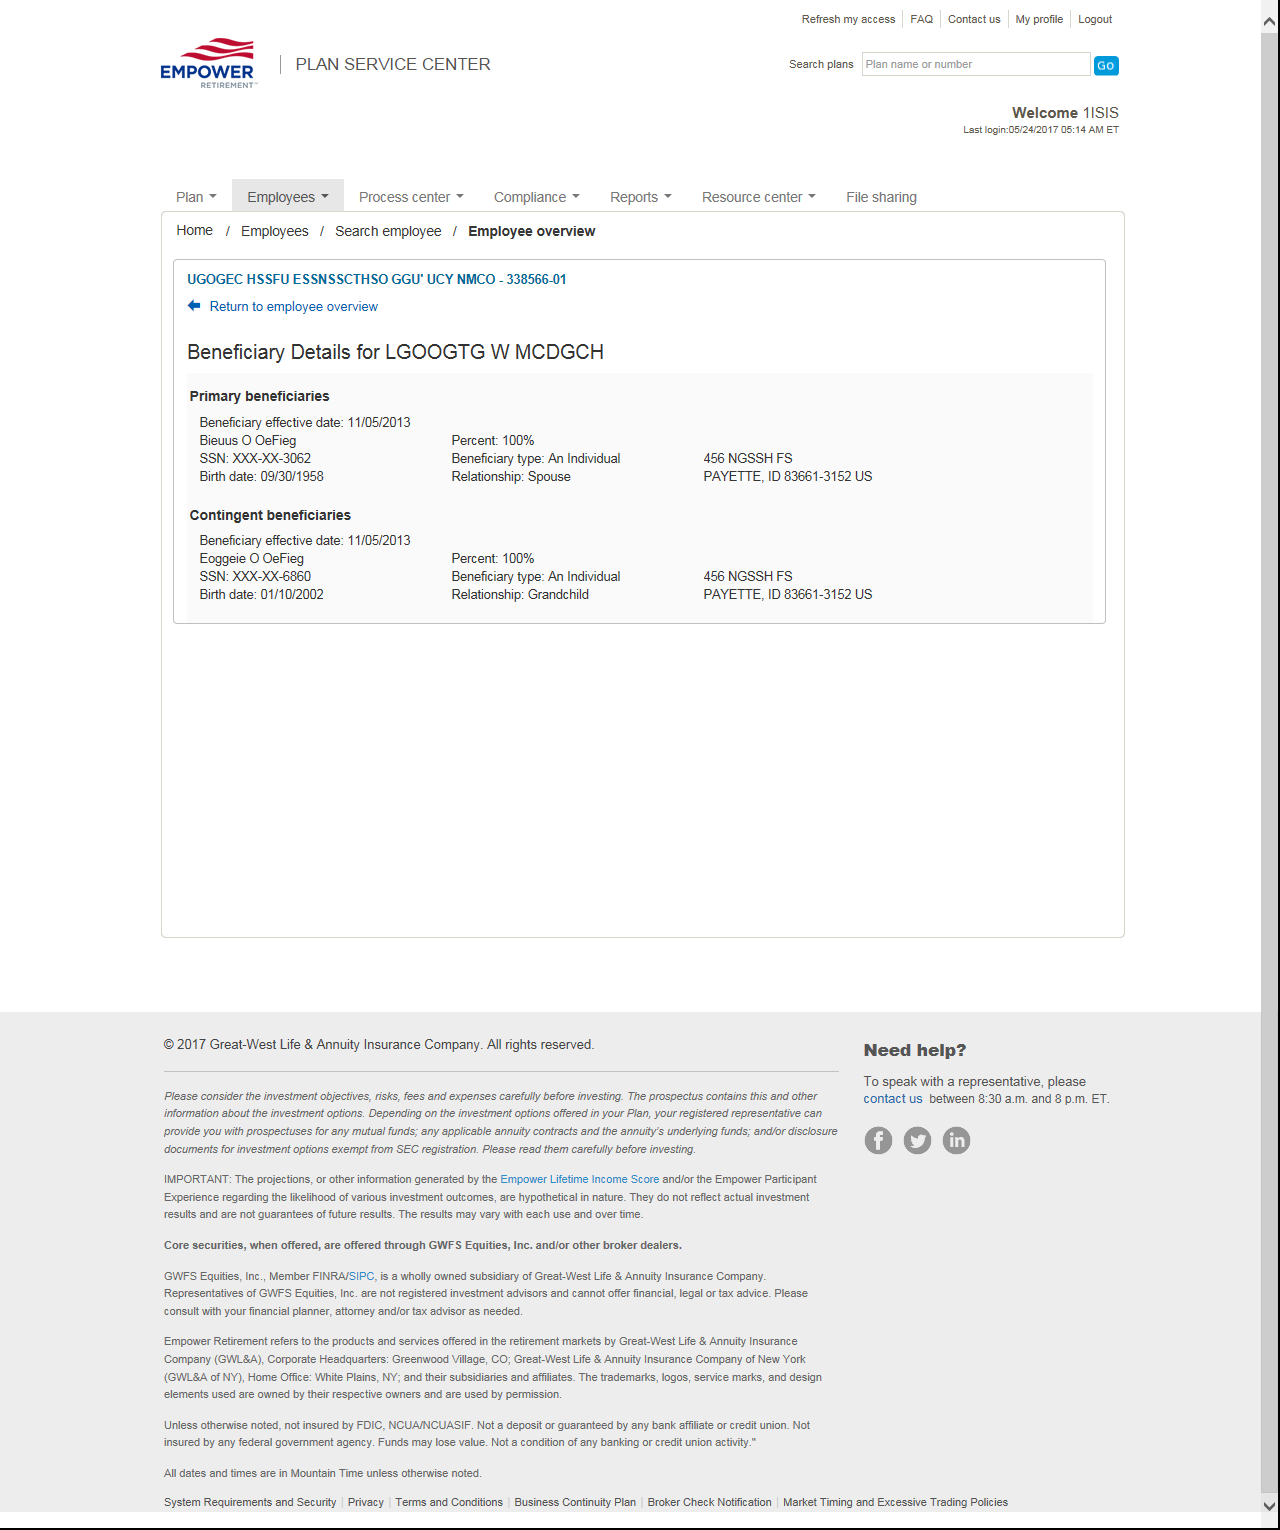 Refresh my access FAQ Contact us My profile Logout
EMPOWER
RETIREMENT™
PLAN SERVICE CENTER
Search plans Plan name or number GO
Welcome 1ISIS
Last login:05/24/2017 05:14 AM ET
Plan Employees Process center Compliance Reports Resource center File sharing
Home / Employees / Search employee / Employee overview
UGOGEC HSSFU ESSNSSCTHSO GGU' UCY NMCO - 338566-01
Return to employee overview
Beneficiary Details for LGOOGTG W MCDGCH
Primary beneficiaries
Beneficiary effective date: 11/05/2013
Bieuus O OeFieg Percent: 100%
SSN: XXX-XX-3062 Beneficiary type: An Individual 456 NGSSH FS
Birth date: 09/30/1958 Relationship: Spouse PAYETTE, ID 83661-3152 US
Contingent beneficiaries
Beneficiary effective date: 11/05/2013
Eoggeie O OeFieg Percent: 100%
SSN: XXX-XX-6860 Beneficiary type: An Individual 456 NGSSH FS
Birth date: 01/10/2002 Relationship: Grandchild PAYETTE, ID 83661-3152 US
© 2017 Great-West Life & Annuity Insurance Company. All rights reserved.
Please consider the investment objectives, risks, fees and expenses carefully before investing. The prospectus contains this and other
information about the investment options. Depending on the investment options offered in your Plan, your registered representative can
provide you with prospectuses for any mutual funds; any applicable annuity contracts and the annuity's underlying funds; and/or disclosure
documents for investment options exempt from SEC registration. Please read them carefully before investing.
IMPORTANT: The projections, or other information generated by the Empower Lifetime Income Score and/or the Empower Participant
Experience regarding the likelihood of various investment outcomes, are hypothetical in nature. They do not reflect actual investment
results and are not guarantees of future results. The results may vary with each use and over time.
Core securities, when offered, are offered through GWFS Equities, Inc. and/or other broker dealers.
GWFS Equities, Inc., Member FINRA/SIPC, is a wholly owned subsidiary of Great-West Life & Annuity Insurance Company.
Representatives of GWFS Equities, Inc. are not registered investment advisors and cannot offer financial, legal or tax advice. Please
consult with your financial planner, attorney and/or tax advisor as needed.
Empower Retirement refers to the products and services offered in the retirement markets by Great-West Life & Annuity Insurance
Company (GWL&A), Corporate Headquarters: Greenwood Village, CO; Great-West Life & Annuity Insurance Company of New York
(GWL&A of NY), Home Office: White Plains, NY; and their subsidiaries and affiliates. The trademarks, logos, service marks, and design
elements used are owned by their respective owners and are used by permission.
Unless otherwise noted, not insured by FDIC, NCUA/NCUASIF. Not a deposit or guaranteed by any bank affiliate or credit union. Not
insured by any federal government agency. Funds may lose value. Not a condition of any banking or credit union activity."
All dates and times are in Mountain Time unless otherwise noted.
System Requirements and Security | Privacy | Terms and Conditions | Business Continuity Plan | Broker Check Notification | Market Timing and Excessive Trading Policies
Need help?
To speak with a representative, please
contact us between 8:30 a.m. and 8 p.m. ET.